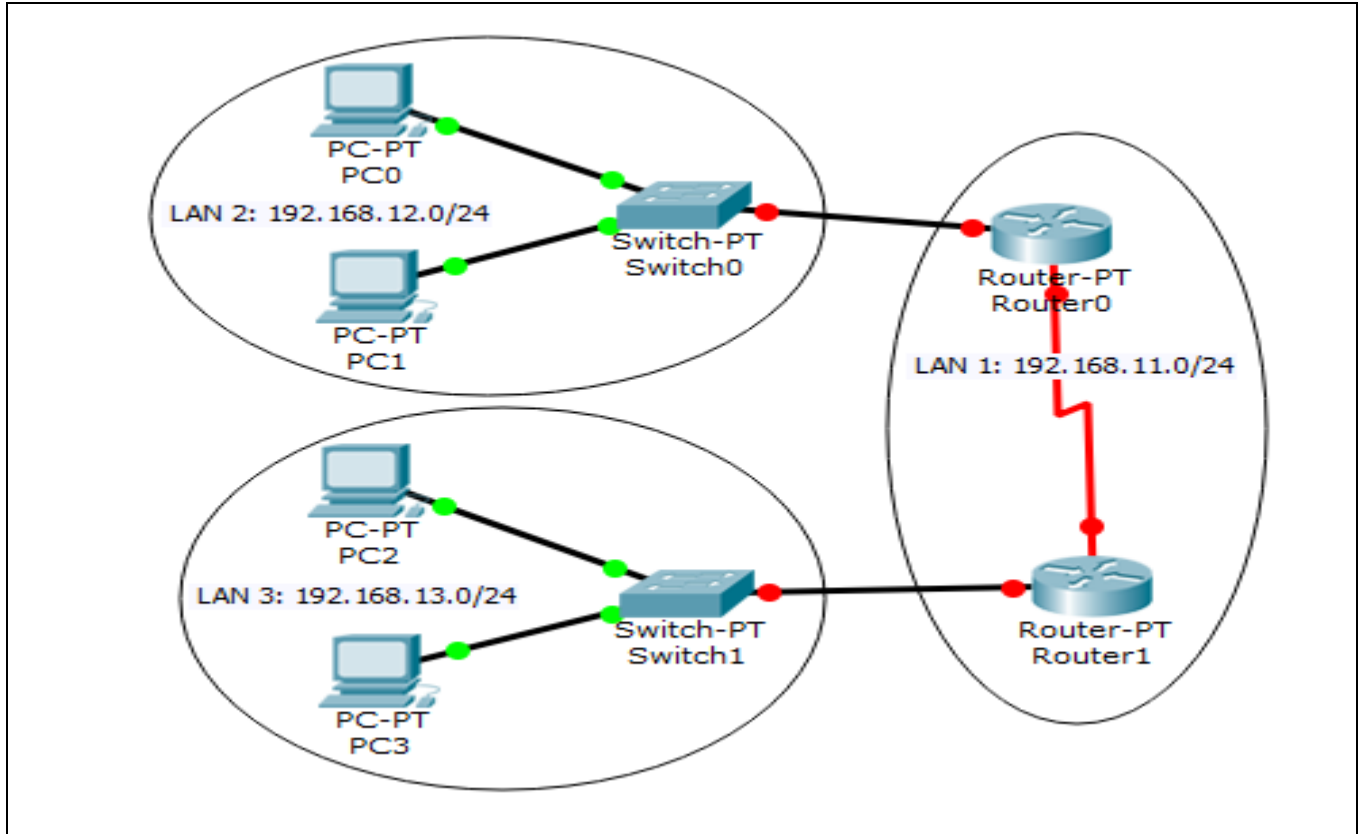 PC-PT
PC0
LAN 2: 192.168.12.0/24
PC-PT
PC1
Switch-PT
Switch0
Router-PT
Router0
LAN 1: 192.168.11.0/24
PC-PT
PC2
LAN 3: 192.168.13.0/24
PC-PT
PC3
Switch-PT
Switch1
Router-PT
Router1